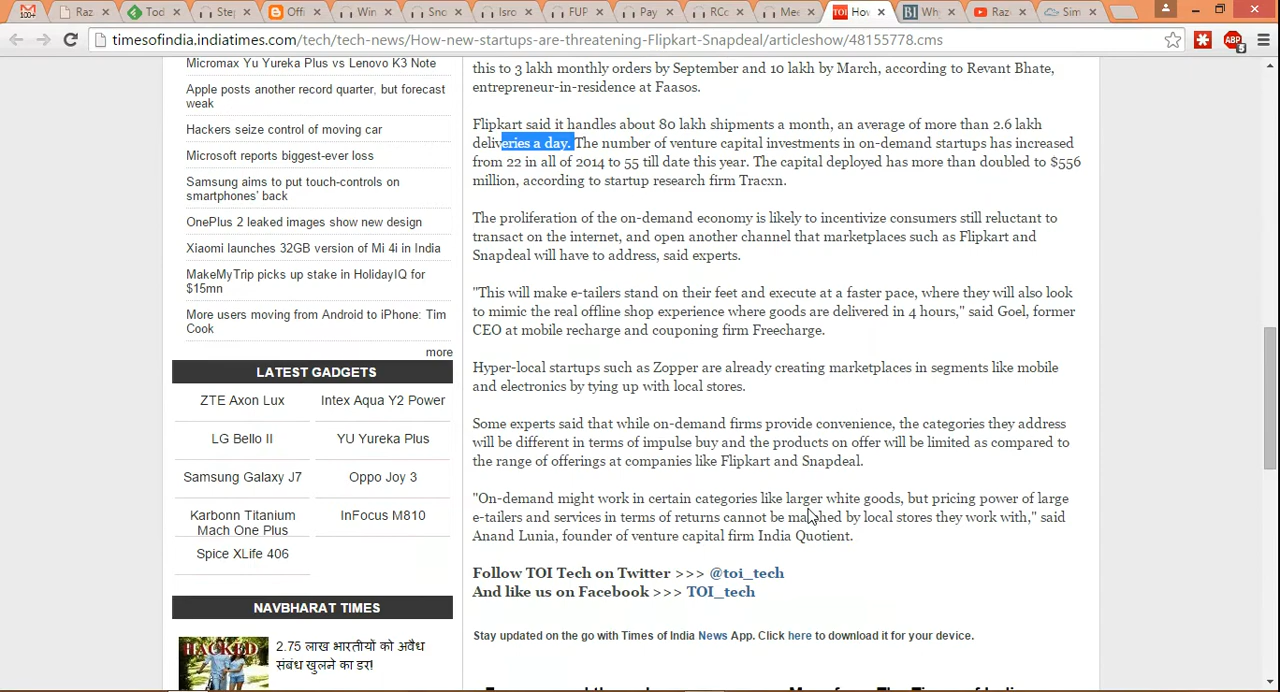 100+
Raz
Tod
Step
Offi
Win
Snc
Isro
FUP
Pay
RCc
Mee
TOI
Hov
BI
Why
Raz
Sim
timesofindia.indiatimes.com/tech/tech-news/How-new-startups-are-threatening-Flipkart-Snapdeal/articleshow/48155778.cms
ABP
5
Micromax Yu Yureka Plus vs Lenovo K3 Note
Apple posts another record quarter, but forecast
weak
Hackers seize control of moving car
Microsoft reports biggest-ever loss
Samsung aims to put touch-controls on
smartphones' back
OnePlus 2 leaked images show new design
Xiaomi launches 32GB version of Mi 4i in India
MakeMyTrip picks up stake in HolidayIQ for
$15mn
More users moving from Android to iPhone: Tim
Cook
more
LATEST GADGETS
ZTE Axon Lux
Intex Aqua Y2 Power
LG Bello II
YU Yureka Plus
Samsung Galaxy J7
Oppo Joy 3
Karbonn Titanium
Mach One Plus
InFocus M810
Spice XLife 406
NAVBHARAT TIMES
HACKED
2.75 लाख भारतीयों को अवैध
संबंध खुलने का डर!
this to 3 lakh monthly orders by September and 10 lakh by March, according to Revant Bhate,
entrepreneur-in-residence at Faasos.
Flipkart said it handles about 80 lakh shipments a month, an average of more than 2.6 lakh
deliveries a day. The number of venture capital investments in on-demand startups has increased
from 22 in all of 2014 to 55 till date this year. The capital deployed has more than doubled to $556
million, according to startup research firm Tracxn.
The proliferation of the on-demand economy is likely to incentivize consumers still reluctant to
transact on the internet, and open another channel that marketplaces such as Flipkart and
Snapdeal will have to address, said experts.
"This will make e-tailers stand on their feet and execute at a faster pace, where they will also look
to mimic the real offline shop experience where goods are delivered in 4 hours," said Goel, former
CEO at mobile recharge and couponing firm Freecharge.
Hyper-local startups such as Zopper are already creating marketplaces in segments like mobile
and electronics by tying up with local stores.
Some experts said that while on-demand firms provide convenience, the categories they address
will be different in terms of impulse buy and the products on offer will be limited as compared to
the range of offerings at companies like Flipkart and Snapdeal.
"On-demand might work in certain categories like larger white goods, but pricing power of large
e-tailers and services in terms of returns cannot be matched by local stores they work with," said
Anand Lunia, founder of venture capital firm India Quotient.
Follow TOI Tech on Twitter >>> @toi_tech
And like us on Facebook >>> TOI_tech
Stay updated on the go with Times of India News App. Click here to download it for your device.